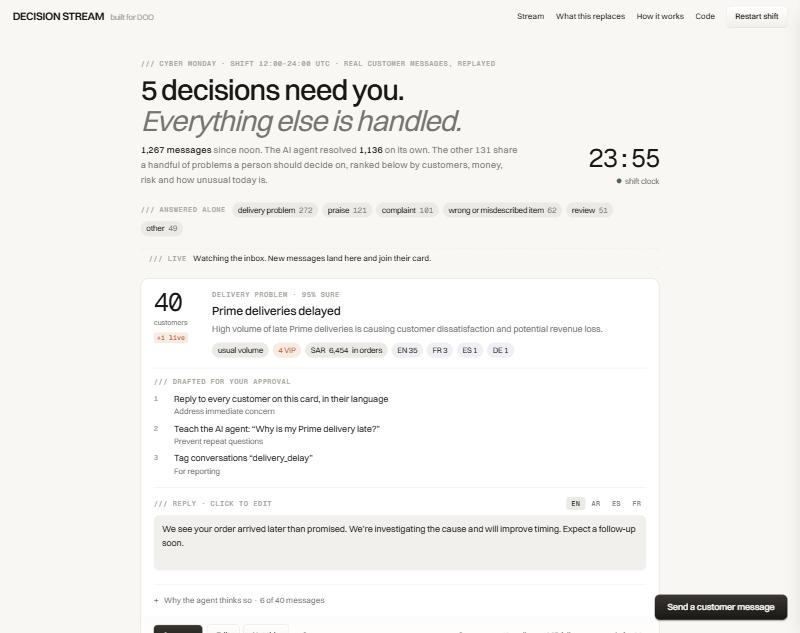 DECISION STREAM built for DOO
Stream What this replaces How it works Code Restart shift
/// CYBER MONDAY · SHIFT 12:00–24:00 UTC · REAL CUSTOMER MESSAGES, REPLAYED
5 decisions need you.
Everything else is handled.
1,267 messages since noon. The AI agent resolved 1,136 on its own. The other 131 share
a handful of problems a person should decide on, ranked below by customers, money,
risk and how unusual today is.
23:55
shift clock
/// ANSWERED ALONE delivery problem 272 praise 121 complaint 101 wrong or misdescribed item 62 review 51
other 49
/// LIVE Watching the inbox. New messages land here and join their card.
40
customers
+1 live
DELIVERY PROBLEM · 95% SURE
Prime deliveries delayed
High volume of late Prime deliveries is causing customer dissatisfaction and potential revenue loss.
usual volume 4 VIP SAR 6,454 in orders EN 35 FR 3 ES 1 DE 1
/// DRAFTED FOR YOUR APPROVAL
1 Reply to every customer on this card, in their language
Address immediate concern
2 Teach the AI agent: “Why is my Prime delivery late?”
Prevent repeat questions
3 Tag conversations “delivery_delay”
For reporting
/// REPLY · CLICK TO EDIT EN AR ES FR
We see your order arrived later than promised. We're investigating the cause and will improve timing. Expect a follow-up
soon.
+ Why the agent thinks so · 6 of 40 messages
Send a customer message